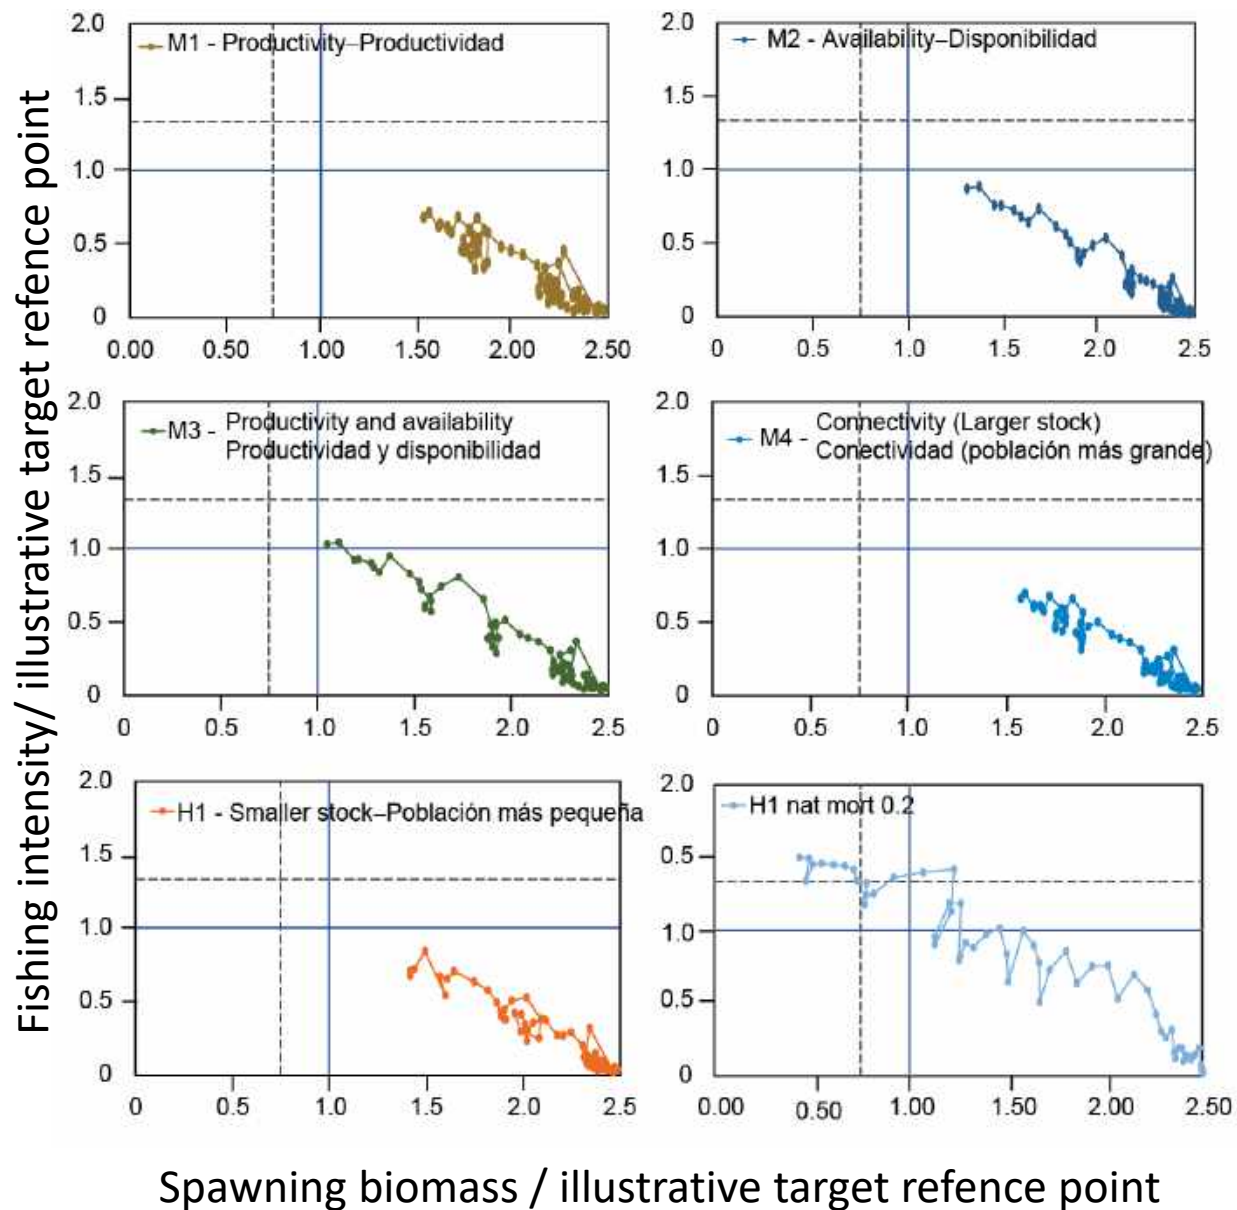 Fishing intensity/ illustrative target refence point
2.0
M1 - Productivity–Productividad
1.5
1.0
0.5
0
0.00 0.50 1.00 1.50 2.00 2.50
2.0
M2 - Availability–Disponibilidad
1.5
1.0
0.5
0
0 0.5 1.0 1.5 2.0 2.5
2.0
M3 - Productivity and availability
Productividad y disponibilidad
1.5
1.0
0.5
0
0 0.5 1.0 1.5 2.0 2.5
2.0
M4 - Connectivity (Larger stock)
Conectividad (población más grande)
1.5
1.0
0.5
0
0 0.5 1.0 1.5 2.0 2.5
2.0
H1 - Smaller stock–Población más pequeña
1.5
1.0
0.5
0
0 0.5 1.0 1.5 2.0 2.5
2.0
H1 nat mort 0.2
0.5
1.0
0.5
0
0.00 0.50 1.00 1.50 2.00 2.50
Spawning biomass / illustrative target refence point